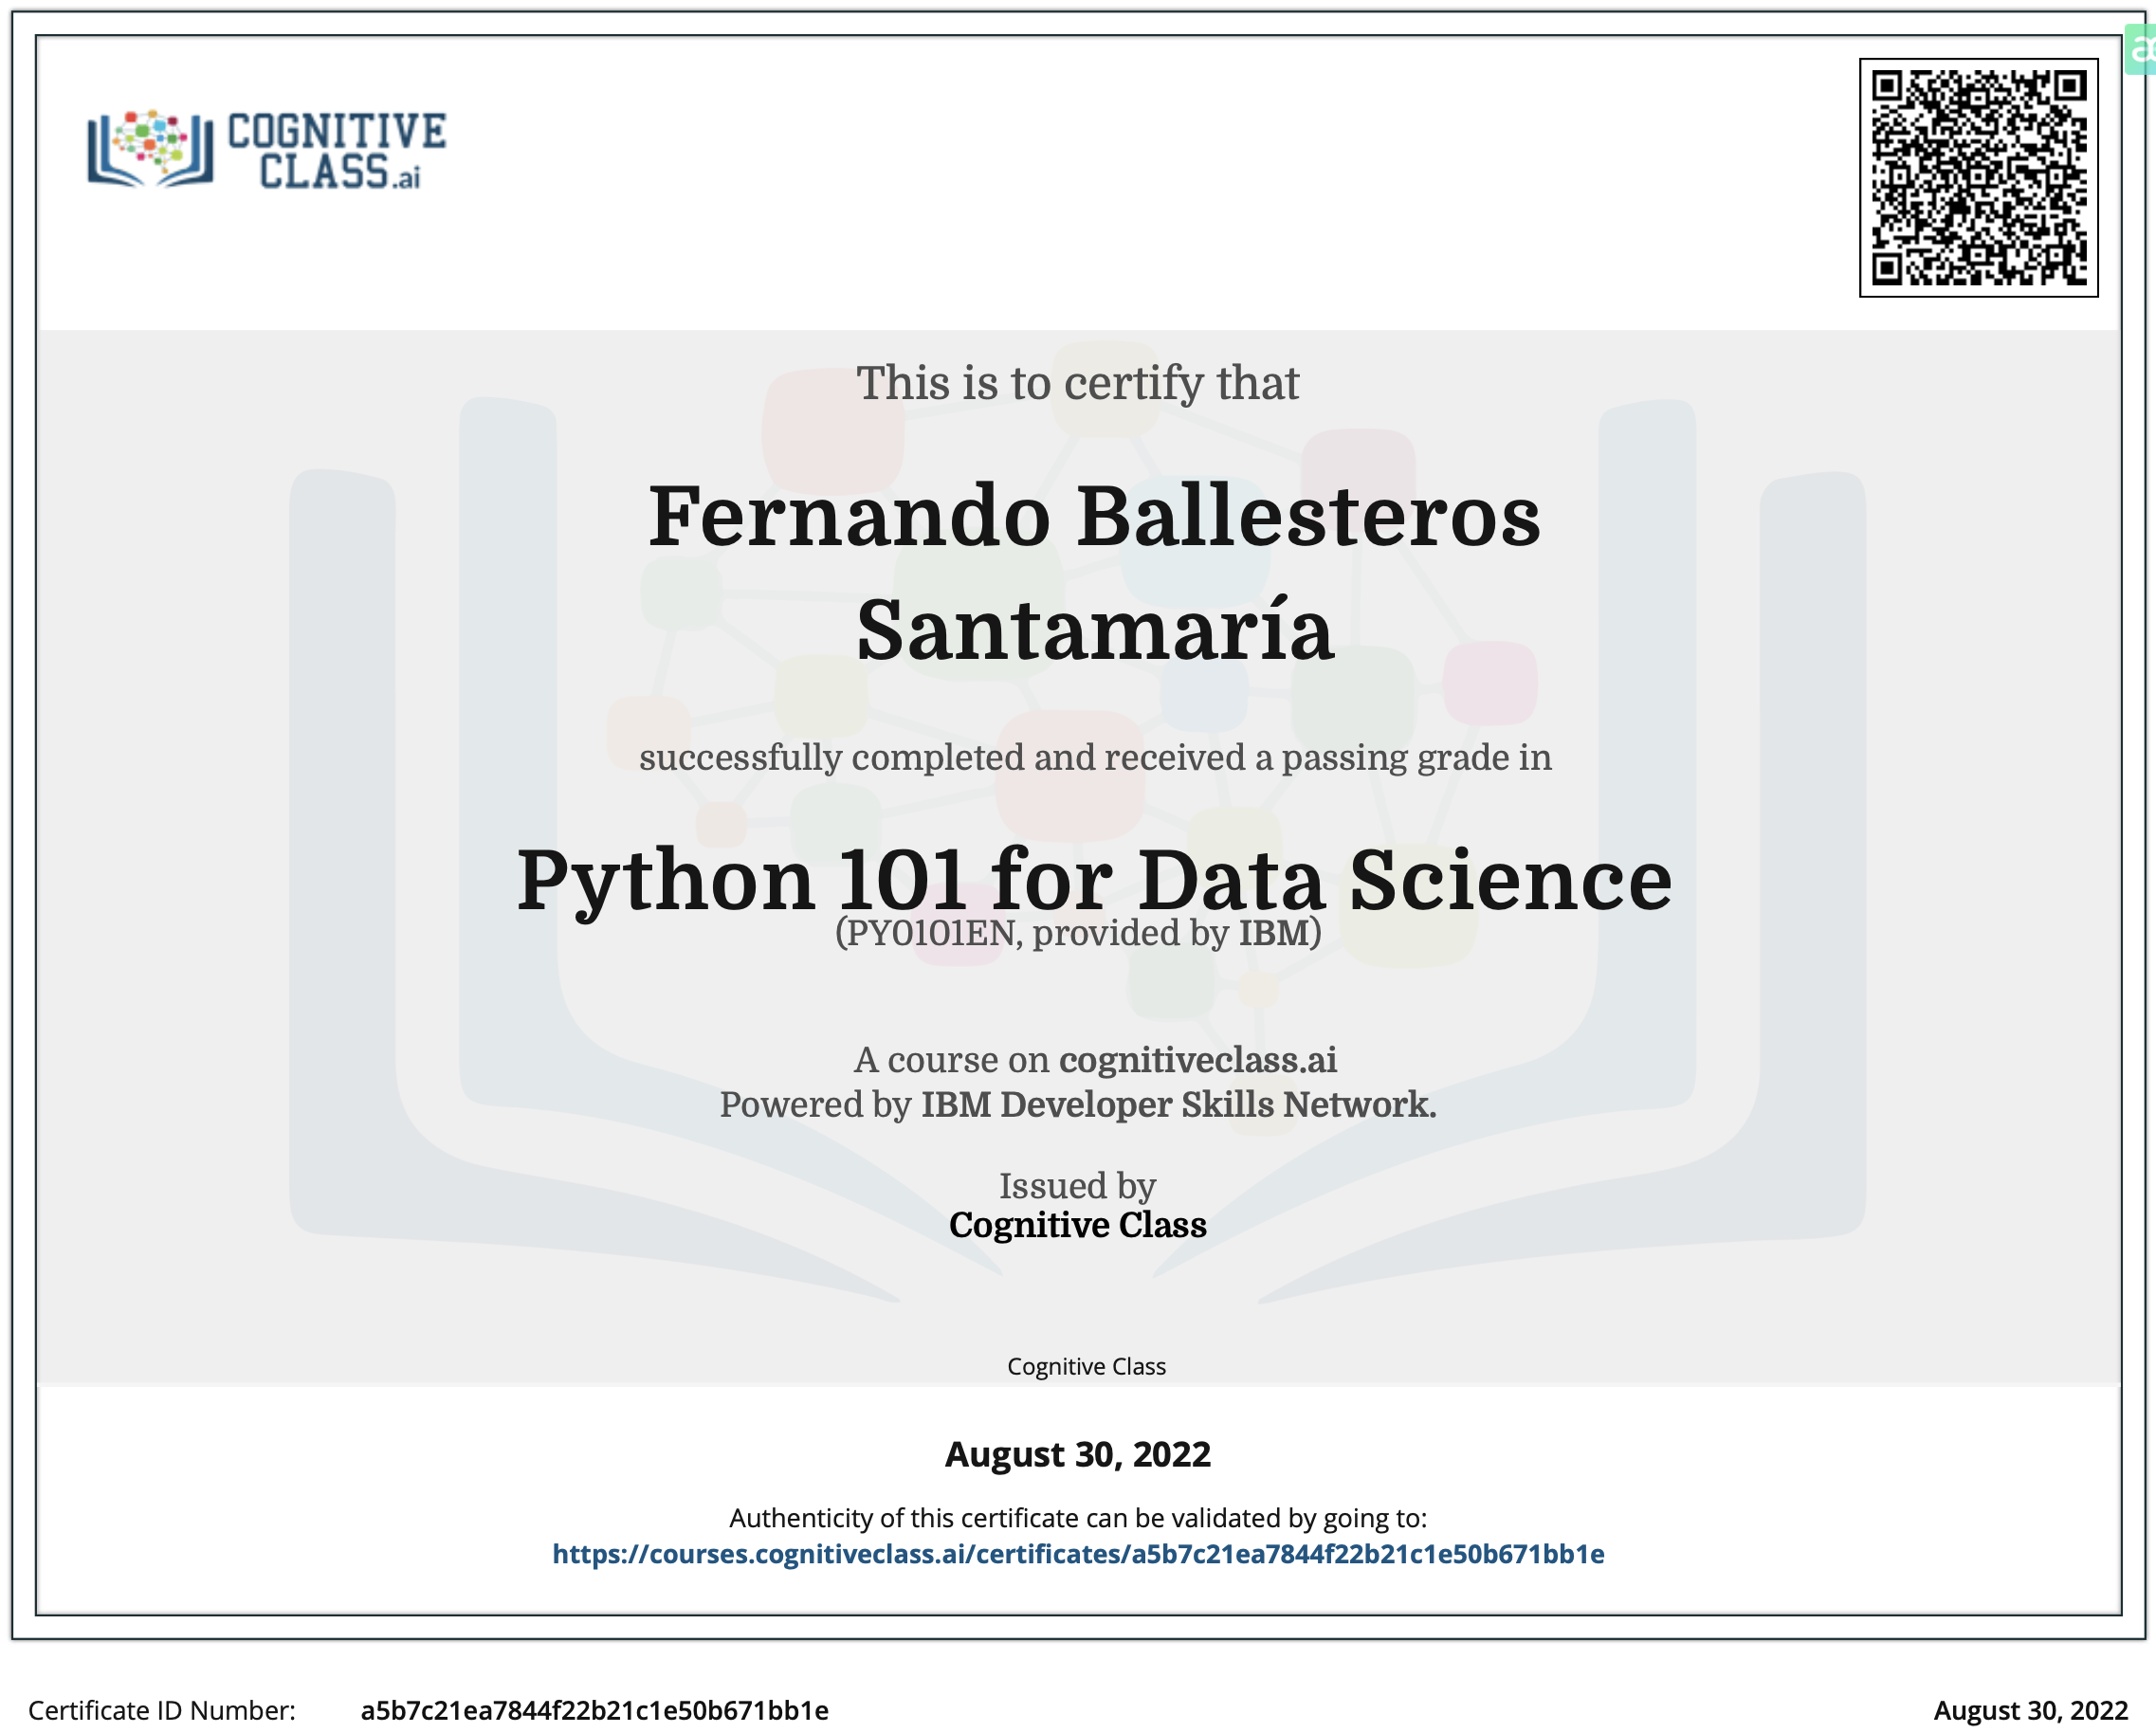 COGNITIVE
CLASS.ai
æ
This is to certify that
Fernando Ballesteros
Santamaría
successfully completed and received a passing grade in
Python 101 for Data Science
(PY0101EN, provided by IBM)
A course on cognitiveclass.ai
Powered by IBM Developer Skills Network.
Issued by
Cognitive Class
Cognitive Class
August 30, 2022
Authenticity of this certificate can be validated by going to:
https://courses.cognitiveclass.ai/certificates/a5b7c21ea7844f22b21c1e50b671bb1e
Certificate ID Number: a5b7c21ea7844f22b21c1e50b671bb1e August 30, 2022